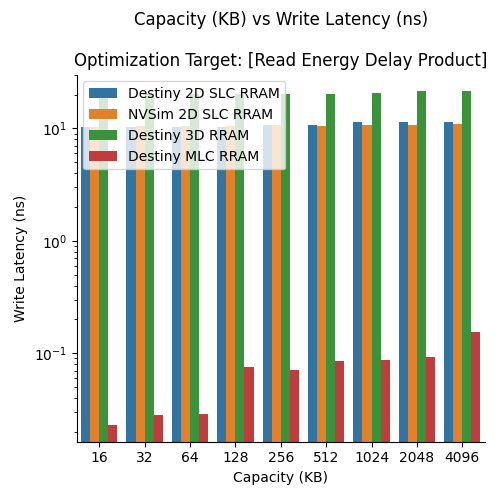 Capacity (KB) vs Write Latency (ns)
Optimization Target: [Read Energy Delay Product]
Destiny 2D SLC RRAM
NVSim 2D SLC RRAM
Destiny 3D RRAM
Destiny MLC RRAM
Write Latency (ns)
10¹
10⁰
10⁻¹
16 32 64 128 256 512 1024 2048 4096
Capacity (KB)